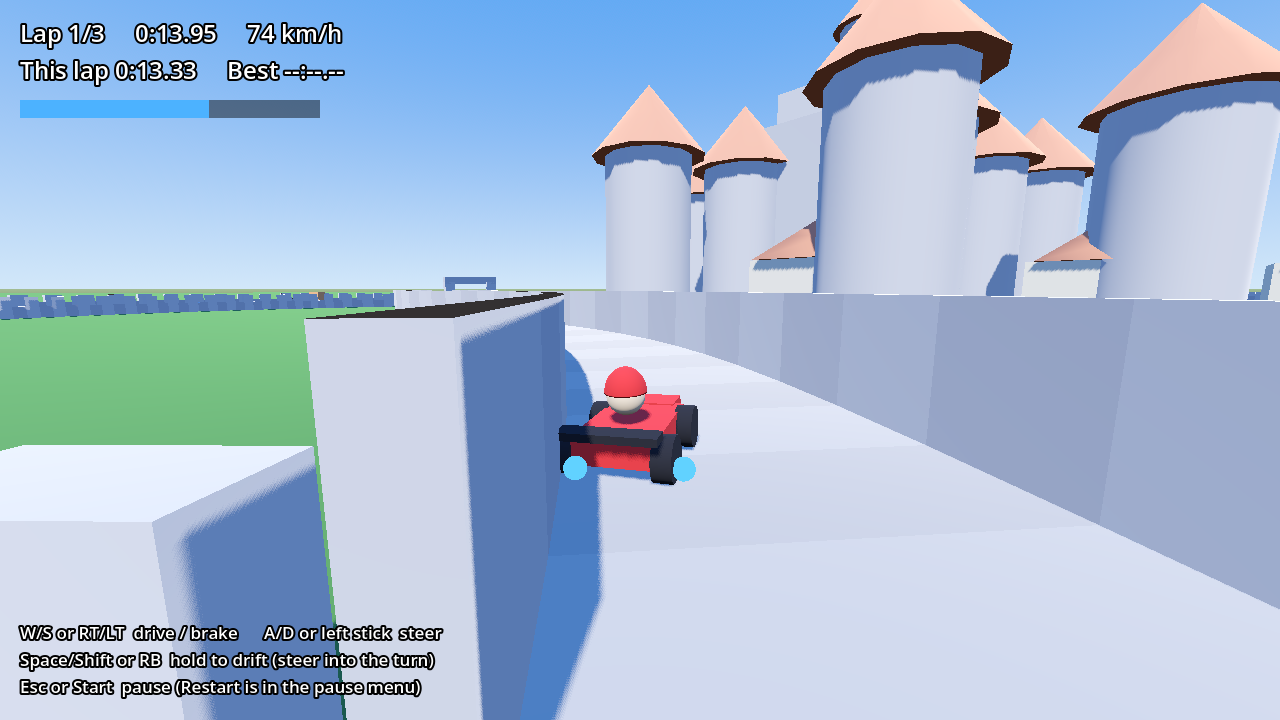 Lap 1/3 0:13.95 74 km/h
This lap 0:13.33 Best --:--.--
W/S or RT/LT drive / brake A/D or left stick steer
Space/Shift or RB hold to drift (steer into the turn)
Esc or Start pause (Restart is in the pause menu)